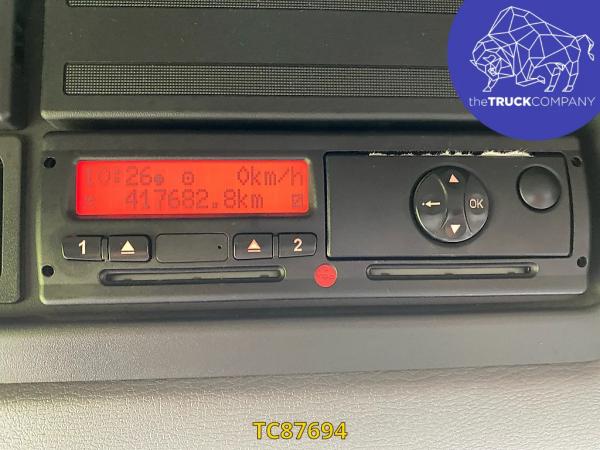 theTRUCKCOMPANY
10:26 0km/h
417682.8km
OK
1 2
TC87694